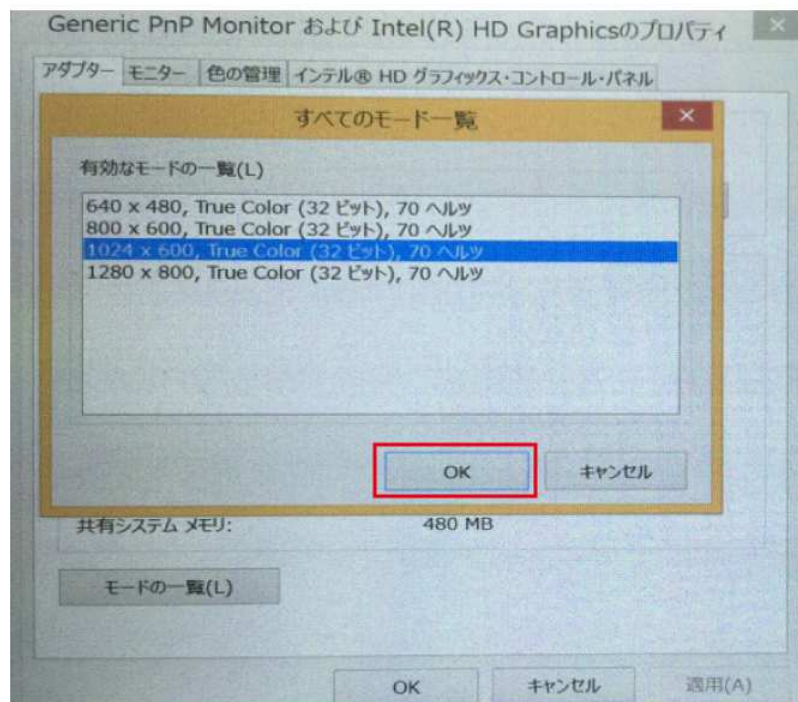 Generic PnP Monitor および Intel(R) HD Graphicsのプロパティ
アダプター モニター 色の管理 インテル® HD グラフィックス・コントロール・パネル
すべてのモード一覧
有効なモードの一覧(L)
640 x 480, True Color (32 ビット), 70 ヘルツ
800 x 600, True Color (32 ビット), 70 ヘルツ
1024 x 600, True Color (32 ビット), 70 ヘルツ
1280 x 800, True Color (32 ビット), 70 ヘルツ
OK キャンセル
共有システム メモリ: 480 MB
モードの一覧(L)
OK キャンセル 適用(A)